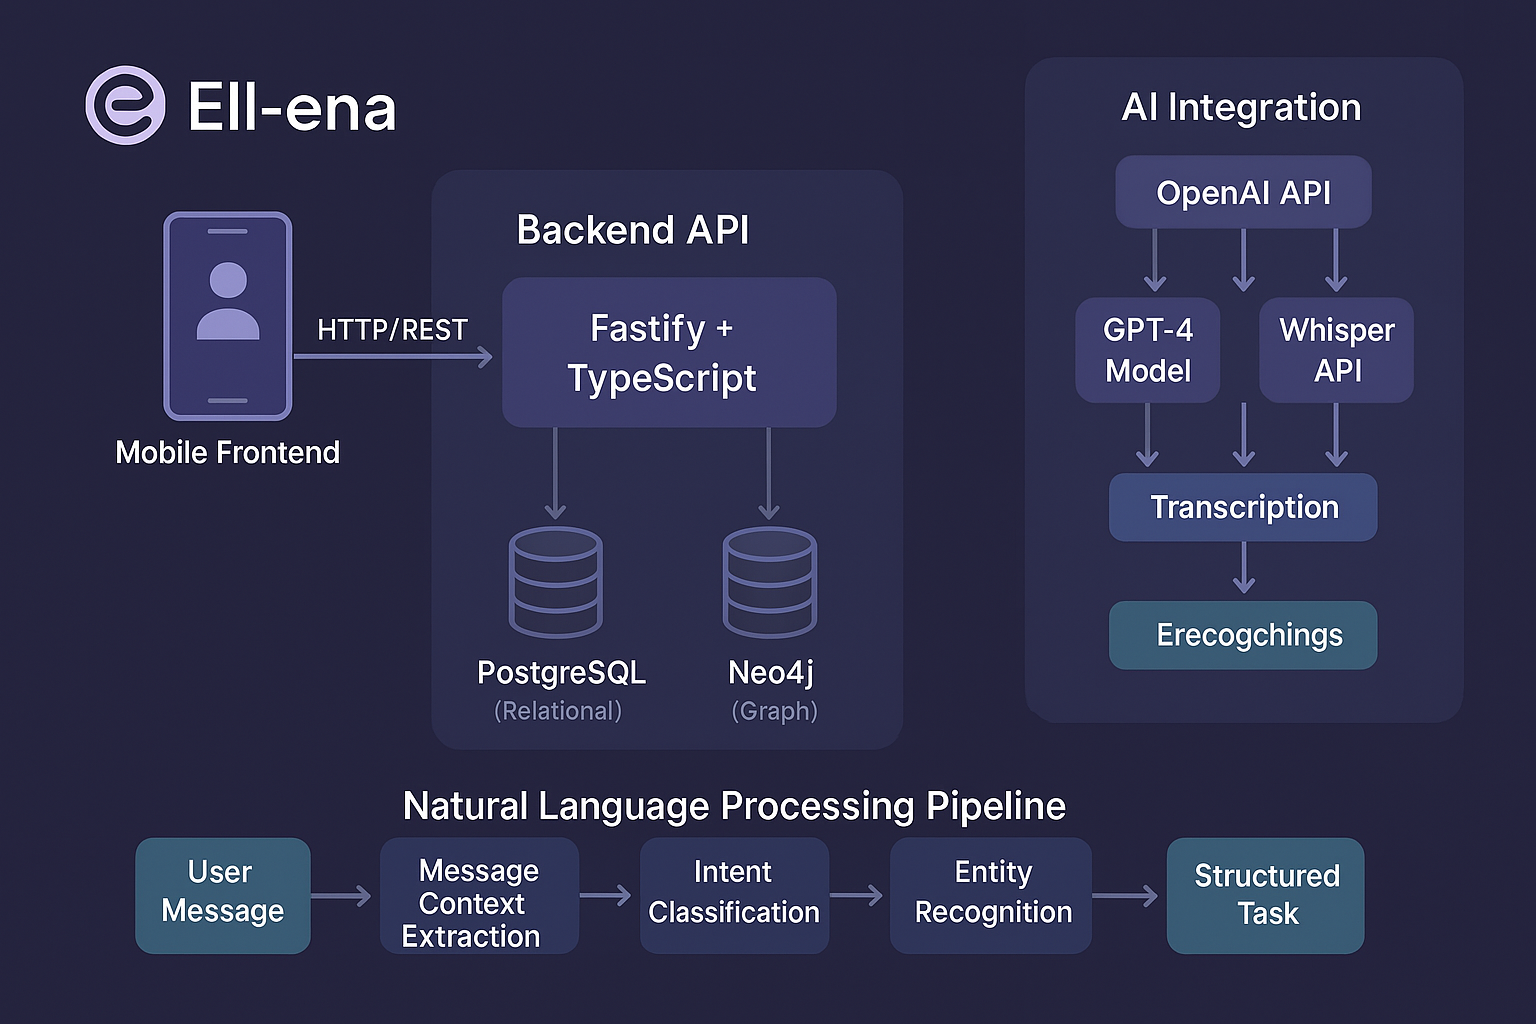 Ell-ena
Mobile Frontend
HTTP/REST
Backend API
Fastify +
TypeScript
PostgreSQL
(Relational)
Neo4j
(Graph)
AI Integration
OpenAI API
GPT-4
Model
Whisper
API
Transcription
Erecogchings
Natural Language Processing Pipeline
User
Message
Message
Context
Extraction
Intent
Classification
Entity
Recognition
Structured
Task